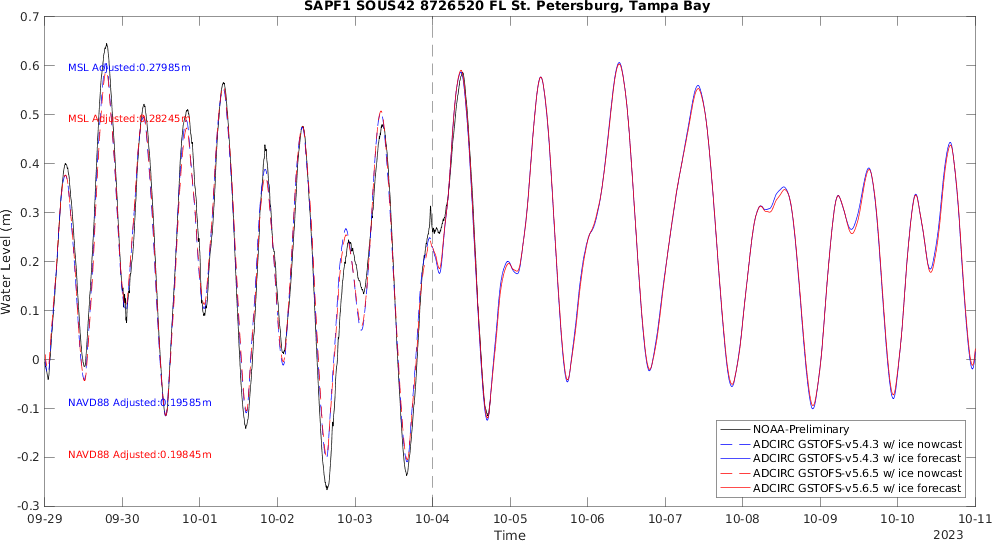 SAPF1 SOUS42 8726520 FL St. Petersburg, Tampa Bay
0.7
0.6
0.5
0.4
0.3
0.2
0.1
0
-0.1
-0.2
-0.3
Water Level (m)
MSL Adjusted:0.27985m
MSL Adjusted:0.28245m
NAVD88 Adjusted:0.19585m
NAVD88 Adjusted:0.19845m
NOAA-Preliminary
ADCIRC GSTOFS-v5.4.3 w/ ice nowcast
ADCIRC GSTOFS-v5.4.3 w/ ice forecast
ADCIRC GSTOFS-v5.6.5 w/ ice nowcast
ADCIRC GSTOFS-v5.6.5 w/ ice forecast
09-29 09-30 10-01 10-02 10-03 10-04 10-05 10-06 10-07 10-08 10-09 10-10 10-11
Time
2023